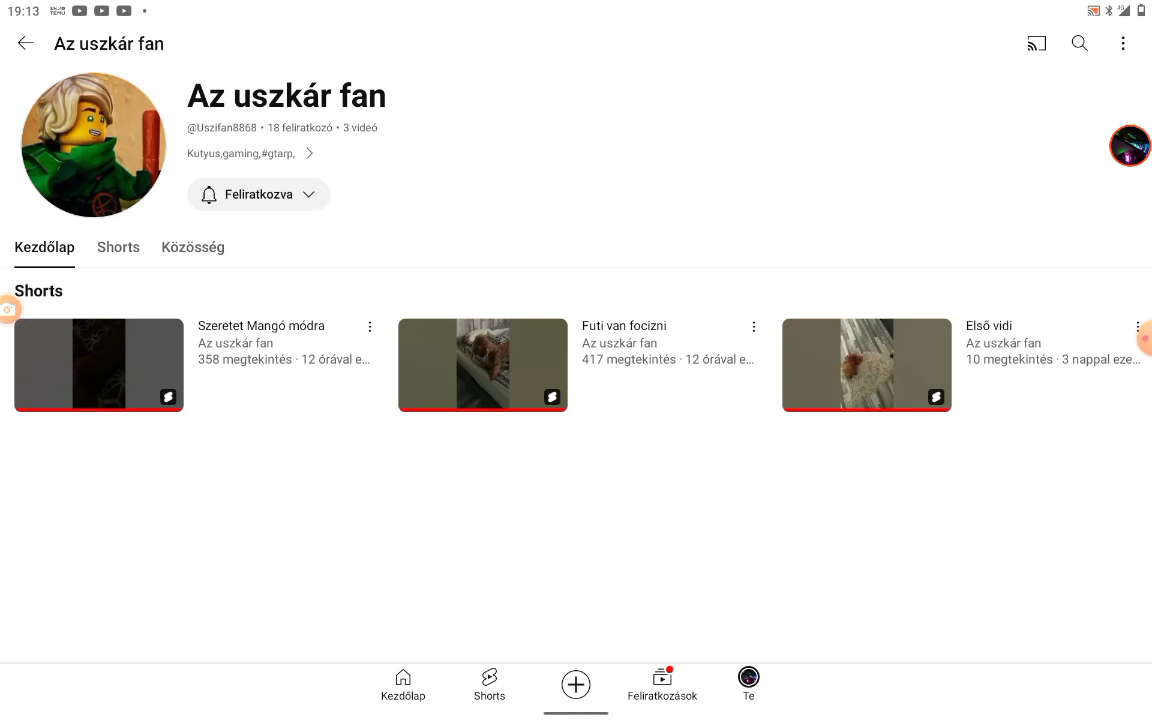 19:13
Az uszkár fan
Az uszkár fan
@Uszifan8868 • 18 feliratkozó • 3 videó
Kutyus,gaming,#gtarp,
Feliratkozva
Kezdőlap Shorts Közösség
Shorts
Szeretet Mangó módra
Az uszkár fan
358 megtekintés · 12 órával e...
Futi van focizni
Az uszkár fan
417 megtekintés · 12 órával e...
Első vidi
Az uszkár fan
10 megtekintés · 3 nappal eze...
Kezdőlap Shorts Feliratkozások Te